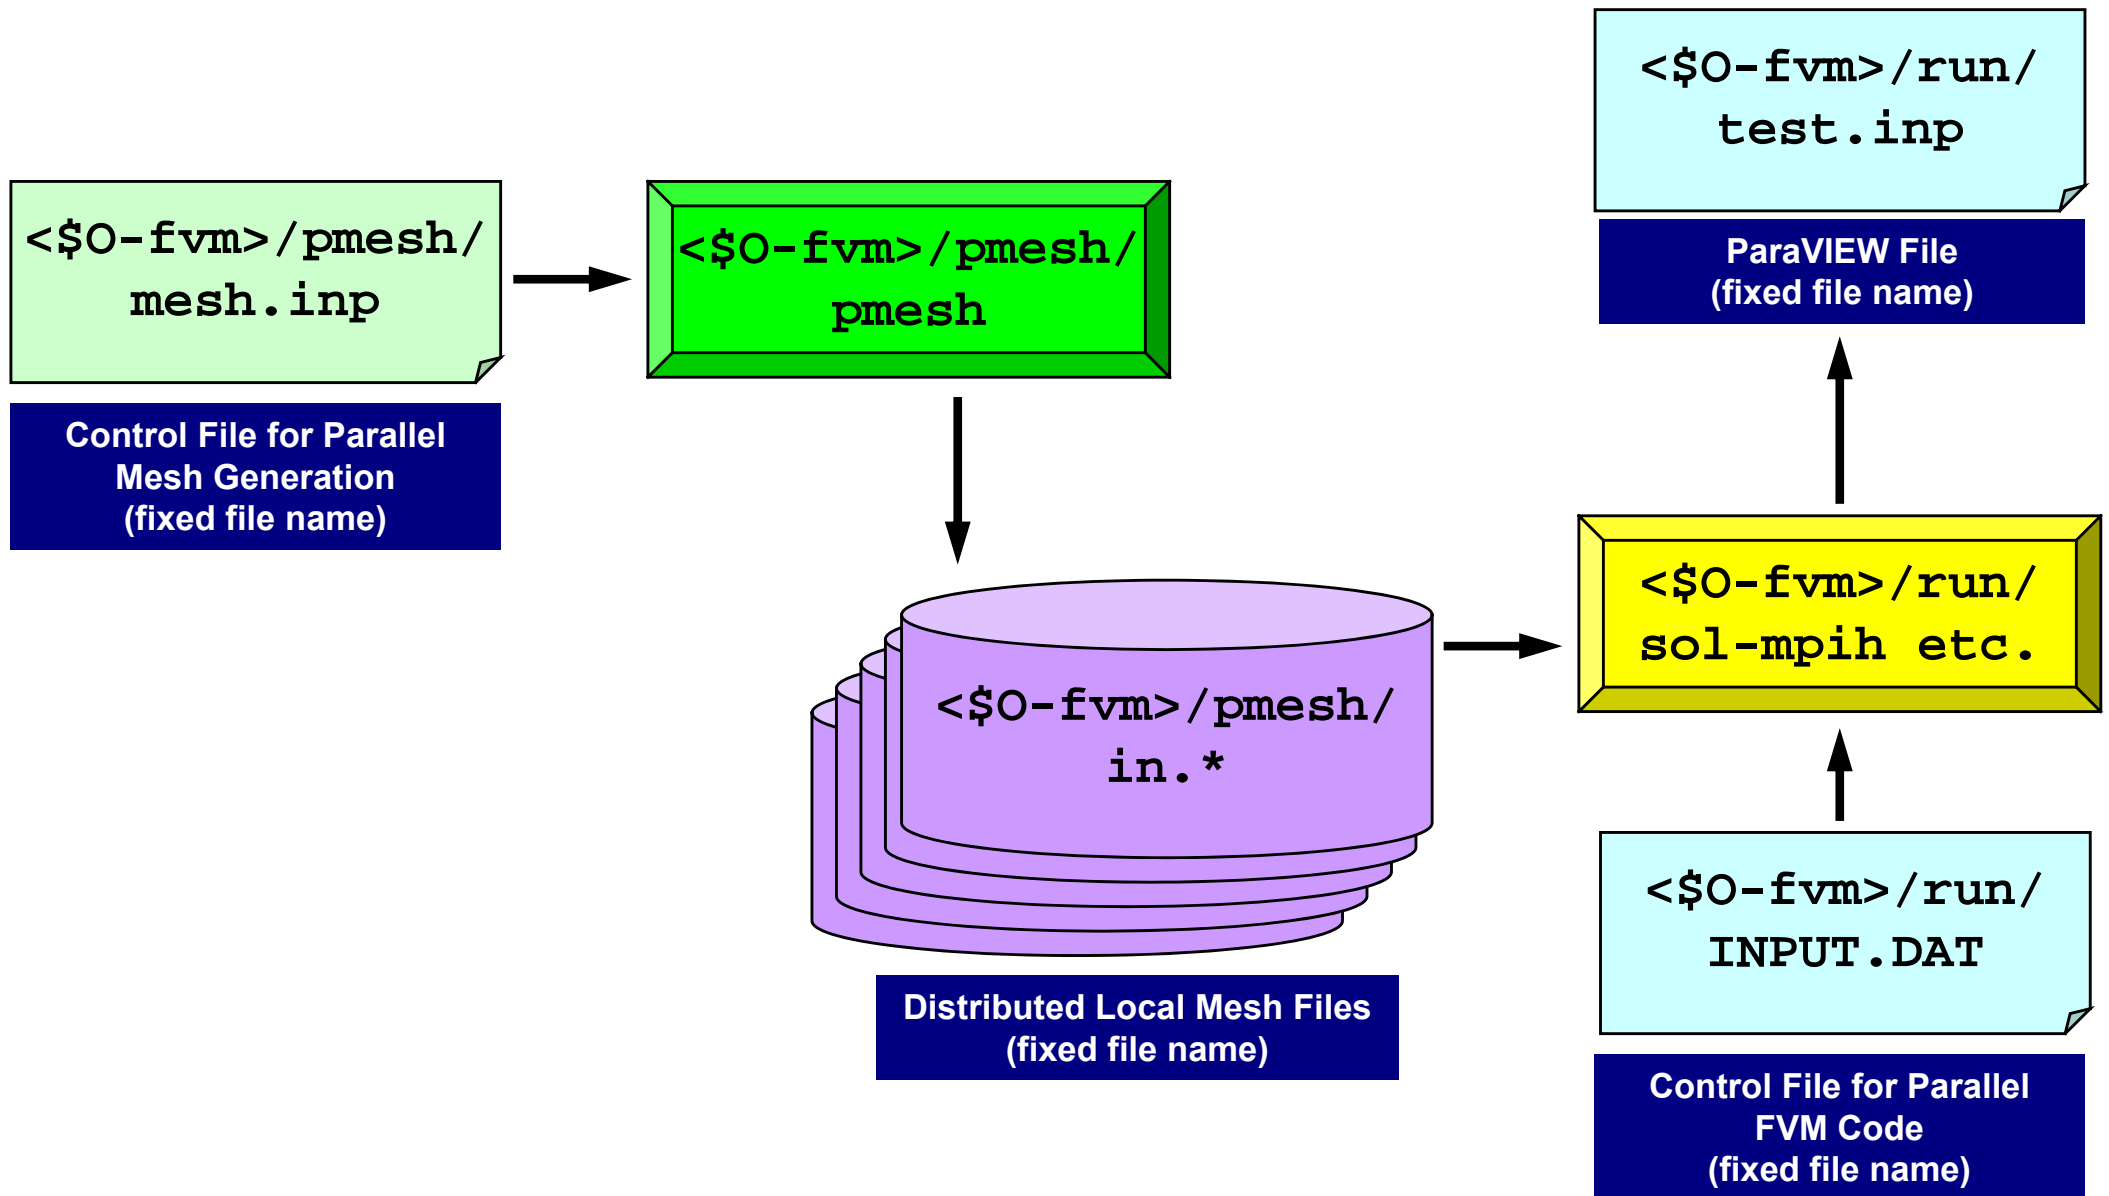 <$O-fvm>/pmesh/
mesh.inp
Control File for Parallel
Mesh Generation
(fixed file name)
<$O-fvm>/pmesh/
pmesh
<$O-fvm>/pmesh/
in.*
Distributed Local Mesh Files
(fixed file name)
<$O-fvm>/run/
test.inp
ParaVIEW File
(fixed file name)
<$O-fvm>/run/
sol-mpih etc.
<$O-fvm>/run/
INPUT.DAT
Control File for Parallel
FVM Code
(fixed file name)